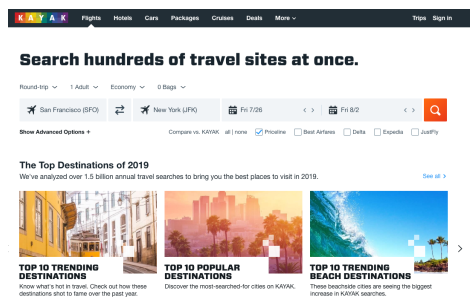 KAYAK Flights Hotels Cars Packages Cruises Deals More Trips Sign in
Search hundreds of travel sites at once.
Round-trip 1 Adult Economy 0 Bags
San Francisco (SFO) New York (JFK) Fri 7/26 < > Fri 8/2 < >
Show Advanced Options + Compare vs. KAYAK all | none Priceline Best Airfares Delta Expedia JustFly
The Top Destinations of 2019
We've analyzed over 1.5 billion annual travel searches to bring you the best places to visit in 2019. See all >
TOP 10 TRENDING
DESTINATIONS
Know what's hot in travel. Check out how these
destinations shot to fame over the past year.
TOP 10 POPULAR
DESTINATIONS
Discover the most-searched-for cities on KAYAK.
TOP 10 TRENDING
BEACH DESTINATIONS
These beachside cities are seeing the biggest
increase in KAYAK searches.